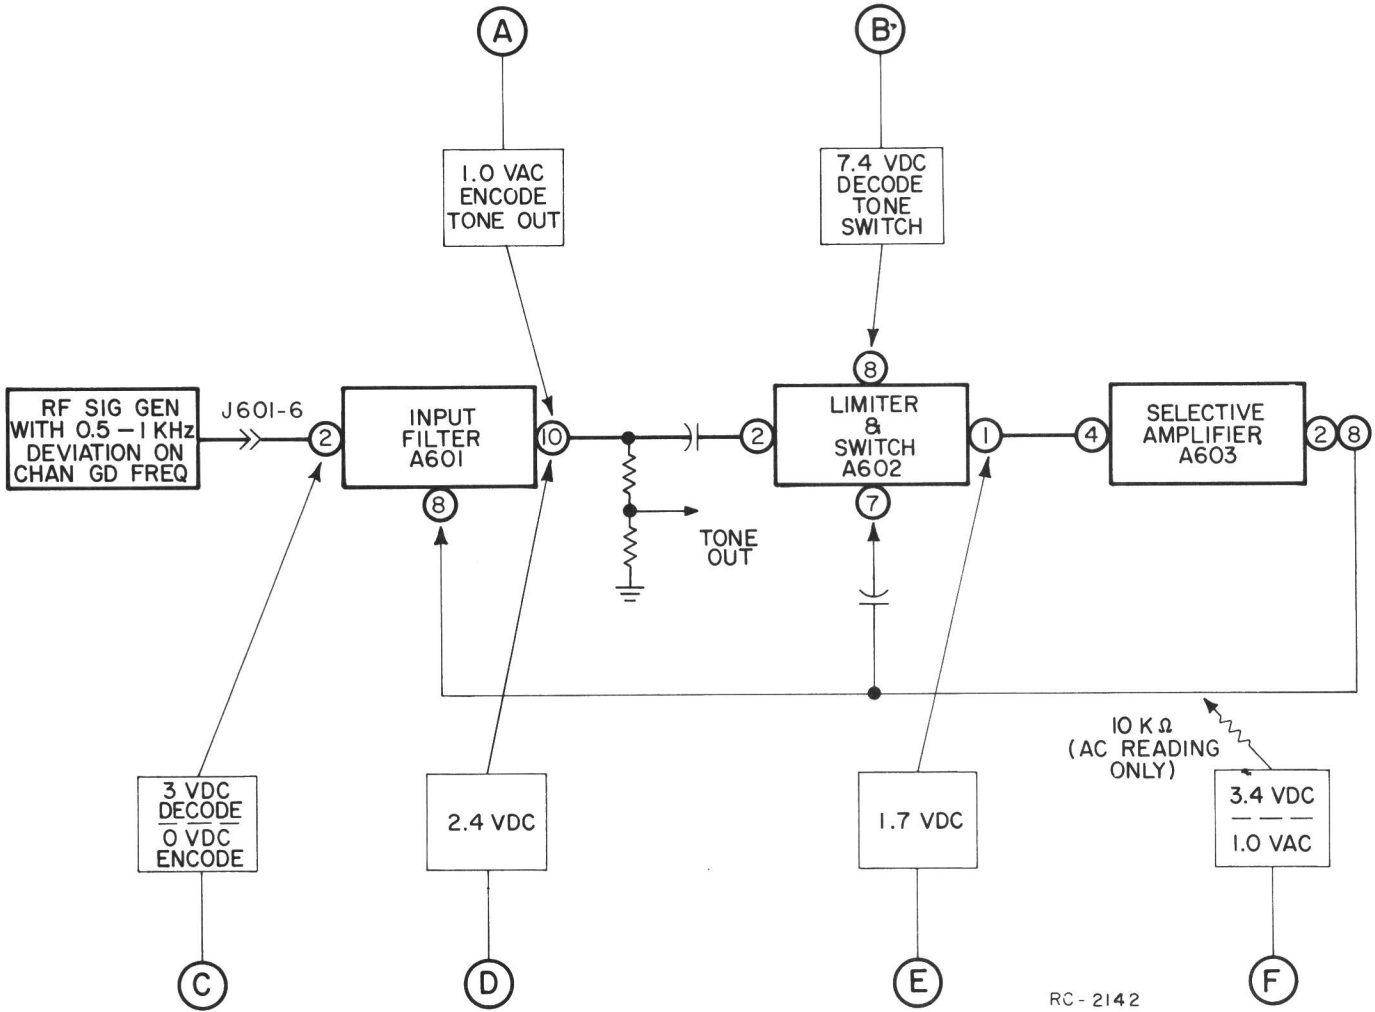 A
B
1.0 VAC
ENCODE
TONE OUT
7.4 VDC
DECODE
TONE
SWITCH
8
RF SIG GEN
WITH 0.5 – 1 KHz
DEVIATION ON
CHAN GD FREQ
J601-6
2
INPUT
FILTER
A601
10
8
TONE
OUT
2
LIMITER
&
SWITCH
A602
1
7
4
SELECTIVE
AMPLIFIER
A603
2
8
10 K Ω
(AC READING
ONLY)
3 VDC
DECODE
0 VDC
ENCODE
2.4 VDC
1.7 VDC
3.4 VDC
1.0 VAC
C
D
E
F
RC-2142